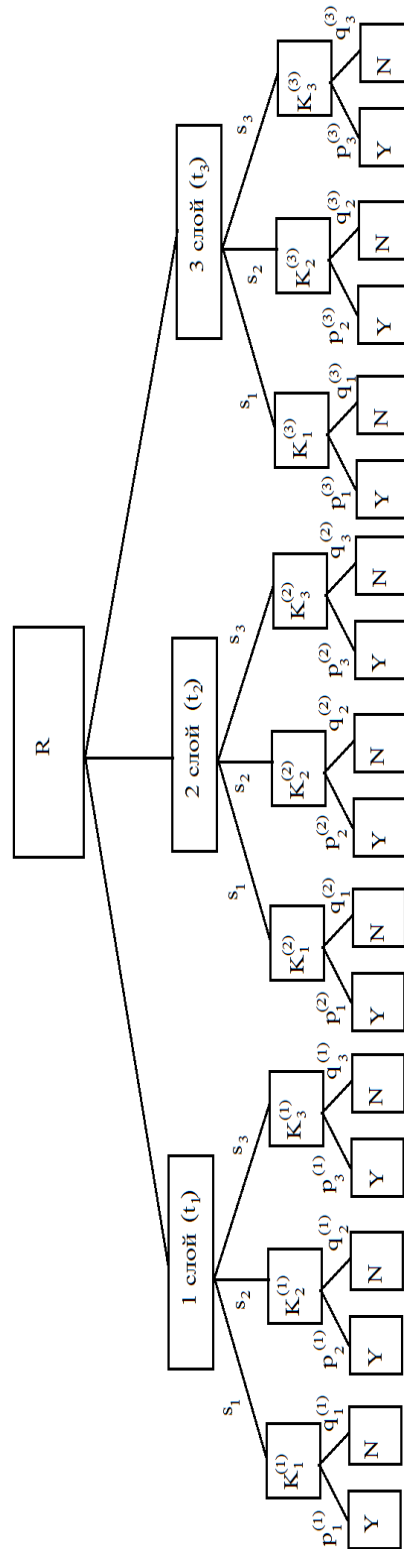 R
1 слой (t₁)
2 слой (t₂)
3 слой (t₃)
s₁ s₂ s₃ s₁ s₂ s₃ s₁ s₂ s₃
K₁⁽¹⁾ K₂⁽¹⁾ K₃⁽¹⁾ K₁⁽²⁾ K₂⁽²⁾ K₃⁽²⁾ K₁⁽³⁾ K₂⁽³⁾ K₃⁽³⁾
p₁⁽¹⁾ q₁⁽¹⁾ p₂⁽¹⁾ q₂⁽¹⁾ p₃⁽¹⁾ q₃⁽¹⁾ p₁⁽²⁾ q₁⁽²⁾ p₂⁽²⁾ q₂⁽²⁾ p₃⁽²⁾ q₃⁽²⁾ p₁⁽³⁾ q₁⁽³⁾ p₂⁽³⁾ q₂⁽³⁾ p₃⁽³⁾ q₃⁽³⁾
Y N Y N Y N Y N Y N Y N Y N Y N Y N